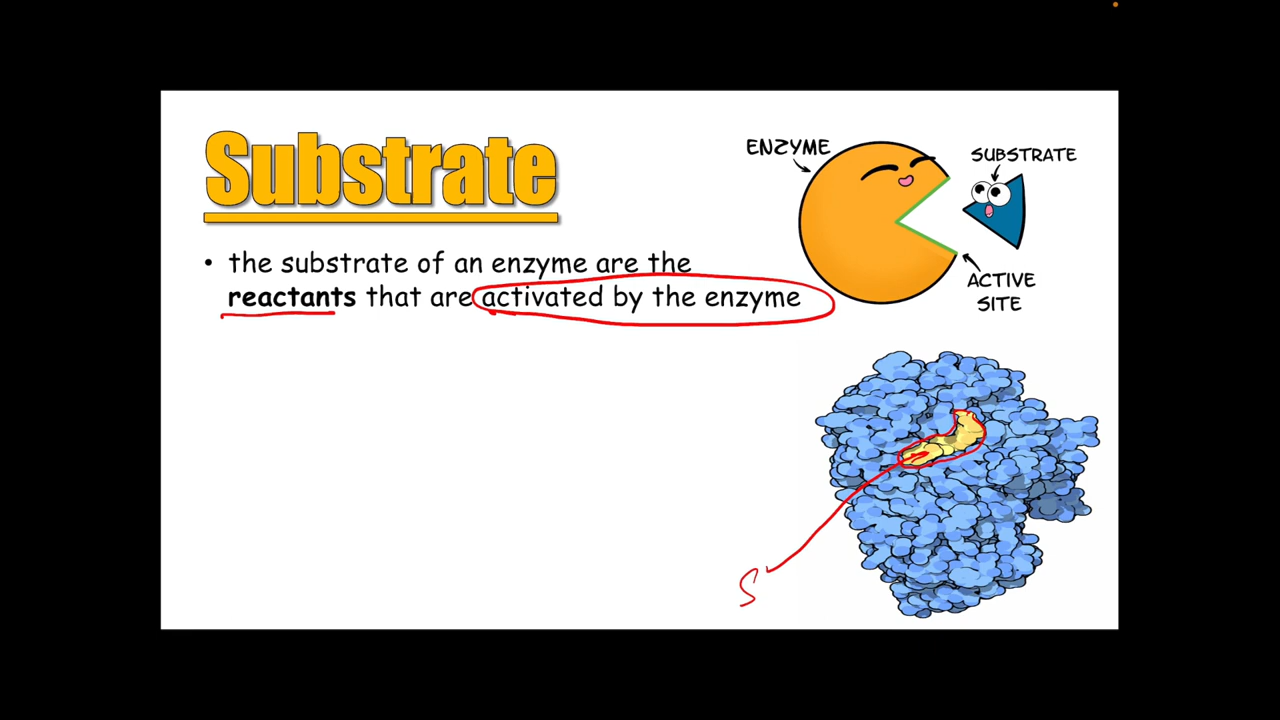 Substrate
• the substrate of an enzyme are the
reactants that are activated by the enzyme
ENZYME
SUBSTRATE
ACTIVE
SITE
S